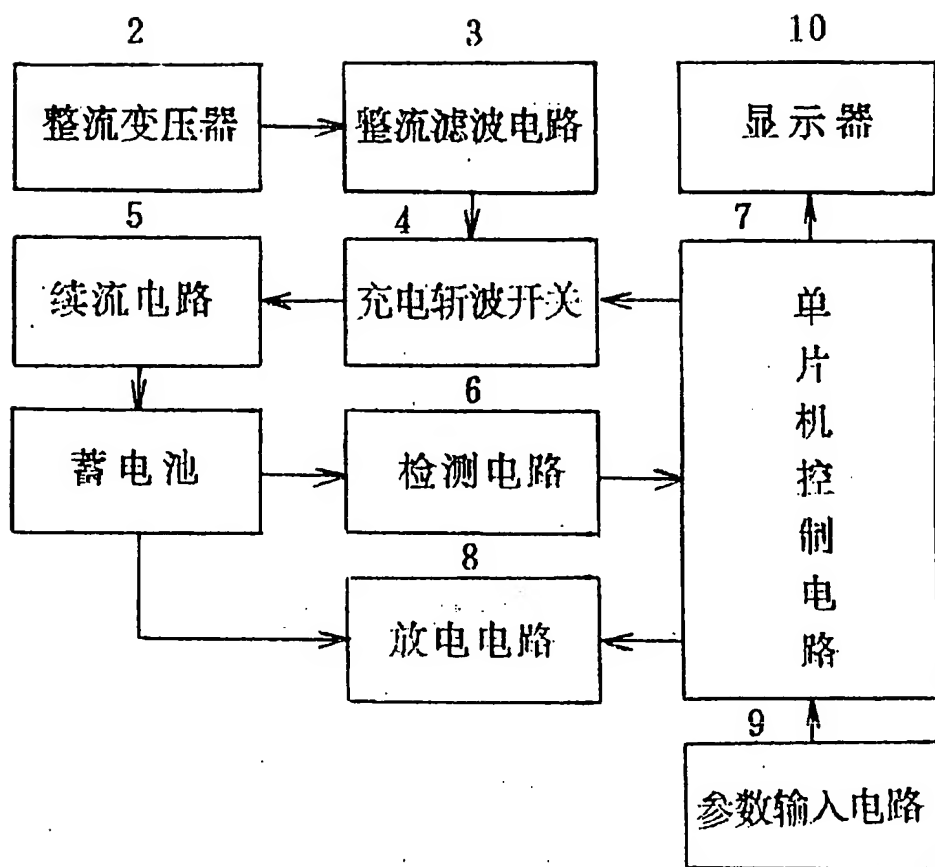 2
3
10
整流变压器
整流滤波电路
显示器
5
4
7
续流电路
充电斩波开关
单片机控制电路
6
蓄电池
检测电路
8
放电电路
9
参数输入电路